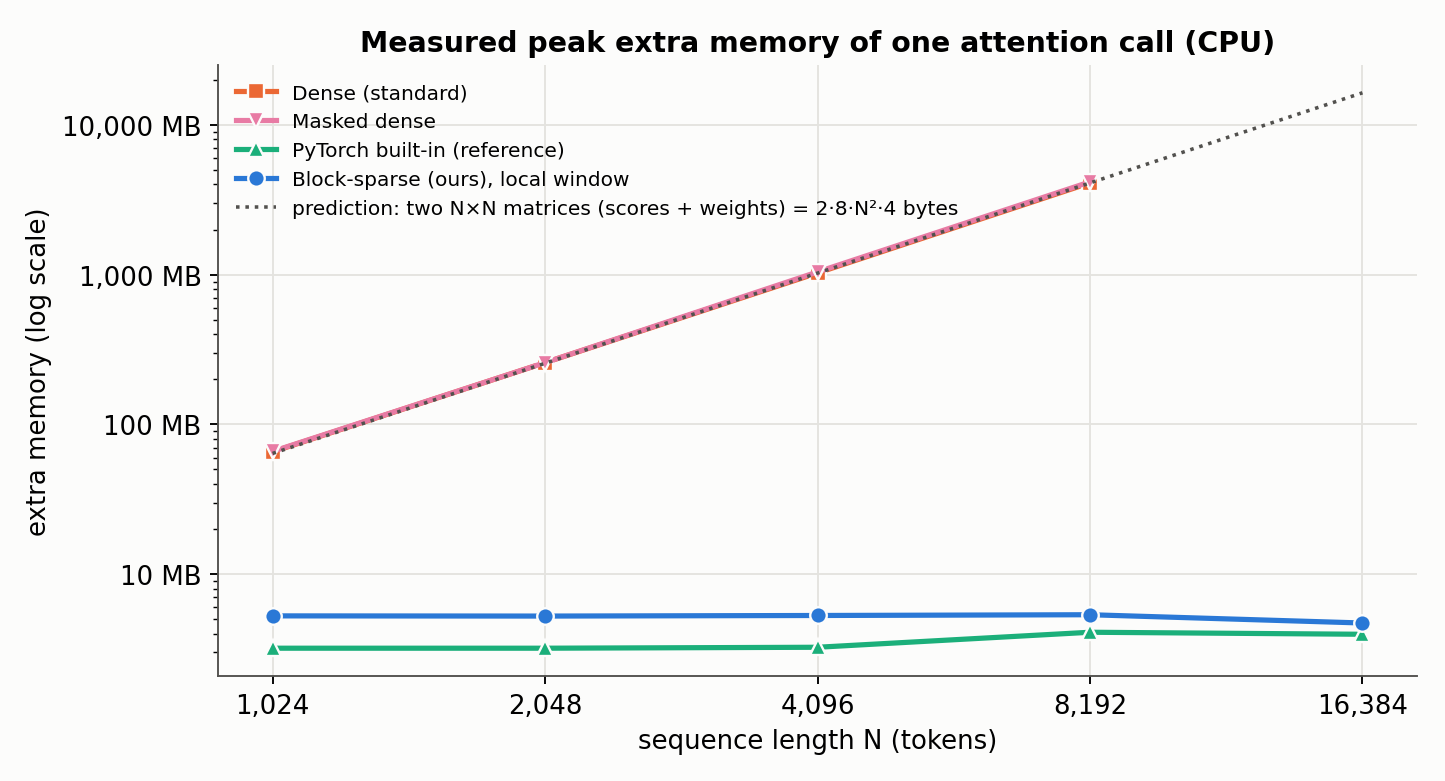 Measured peak extra memory of one attention call (CPU)
Dense (standard)
Masked dense
PyTorch built-in (reference)
Block-sparse (ours), local window
prediction: two N×N matrices (scores + weights) = 2·8·N²·4 bytes
extra memory (log scale)
10,000 MB
1,000 MB
100 MB
10 MB
1,024
2,048
4,096
8,192
16,384
sequence length N (tokens)